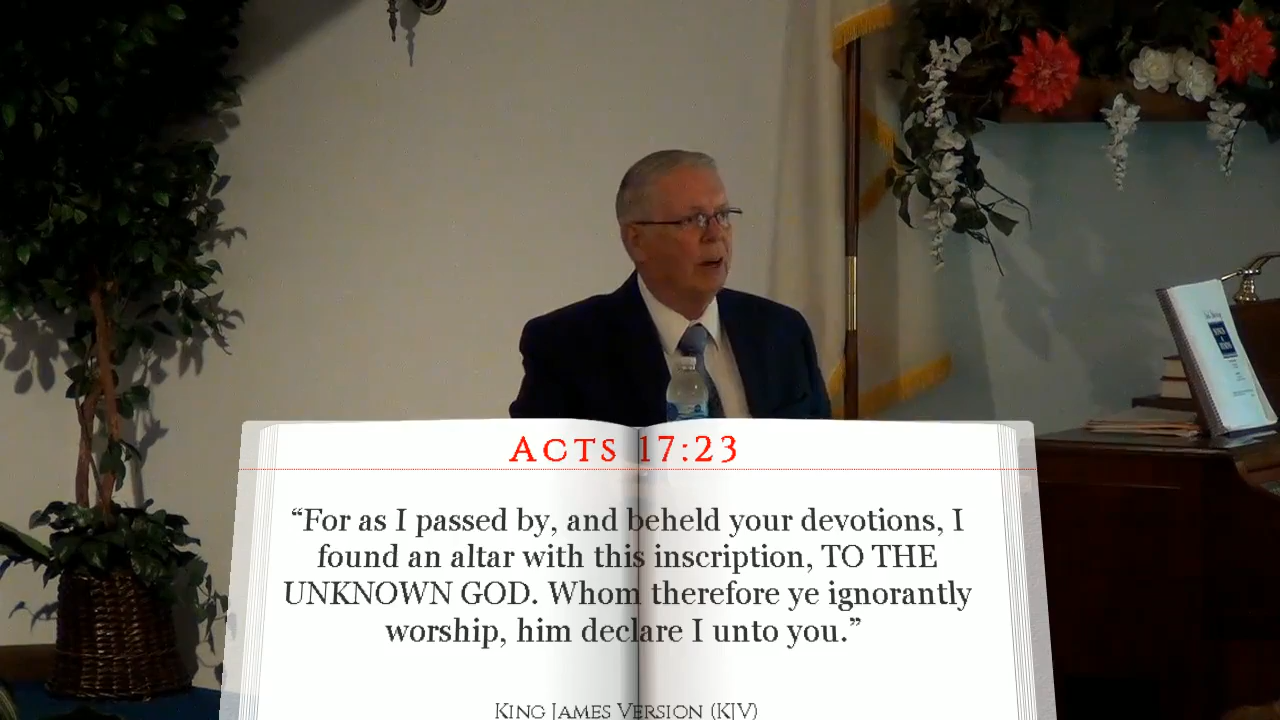 ACTS 17:23
“For as I passed by, and beheld your devotions, I
found an altar with this inscription, TO THE
UNKNOWN GOD. Whom therefore ye ignorantly
worship, him declare I unto you.”
KING JAMES VERSION (KJV)